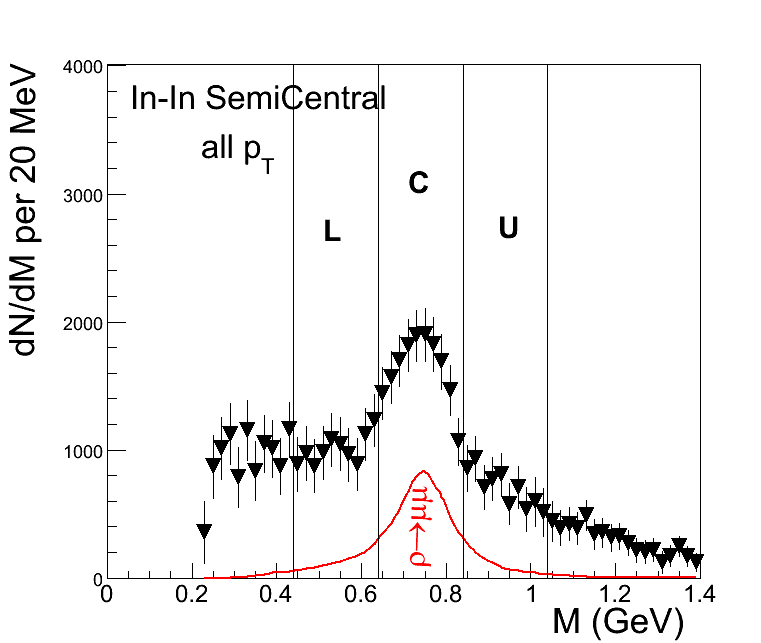 In-In SemiCentral
all pT
C
L
U
ρ→μμ
dN/dM per 20 MeV
4000
3000
2000
1000
0
0 0.2 0.4 0.6 0.8 1 1.2 1.4
M (GeV)